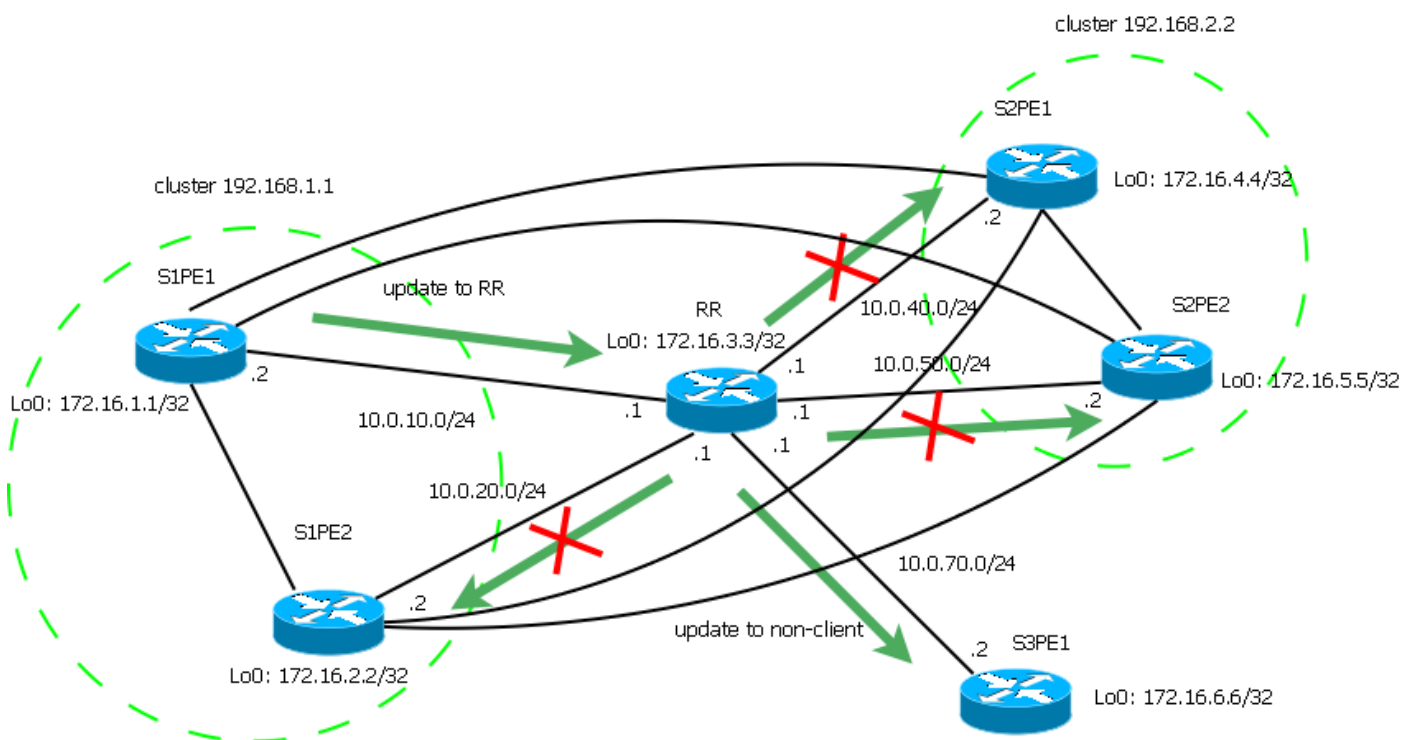 cluster 192.168.2.2
S2PE1
Lo0: 172.16.4.4/32
cluster 192.168.1.1
.2
S1PE1
update to RR
RR
Lo0: 172.16.3.3/32
10.0.40.0/24
S2PE2
.1
10.0.50.0/24
Lo0: 172.16.5.5/32
.2
Lo0: 172.16.1.1/32
.2
.1
.1
10.0.10.0/24
.1
.1
10.0.20.0/24
S1PE2
10.0.70.0/24
.2
update to non-client
.2
S3PE1
Lo0: 172.16.2.2/32
Lo0: 172.16.6.6/32